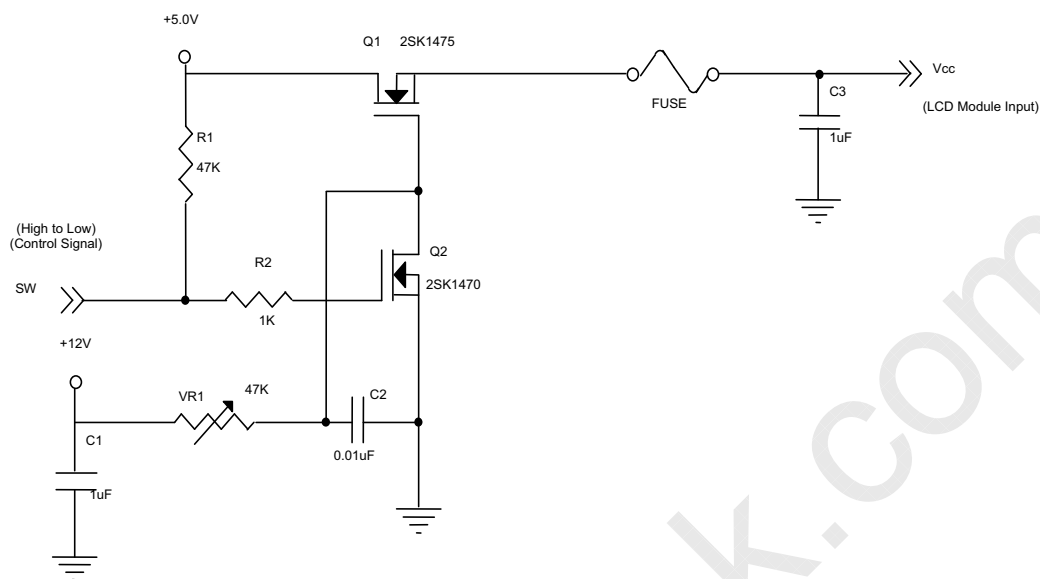 +5.0V
Q1 2SK1475
Vcc
C3
FUSE
(LCD Module Input)
R1
1uF
47K
(High to Low)
(Control Signal)
Q2
R2
SW
2SK1470
1K
+12V
47K
VR1
C2
C1
0.01uF
1uF
k.com